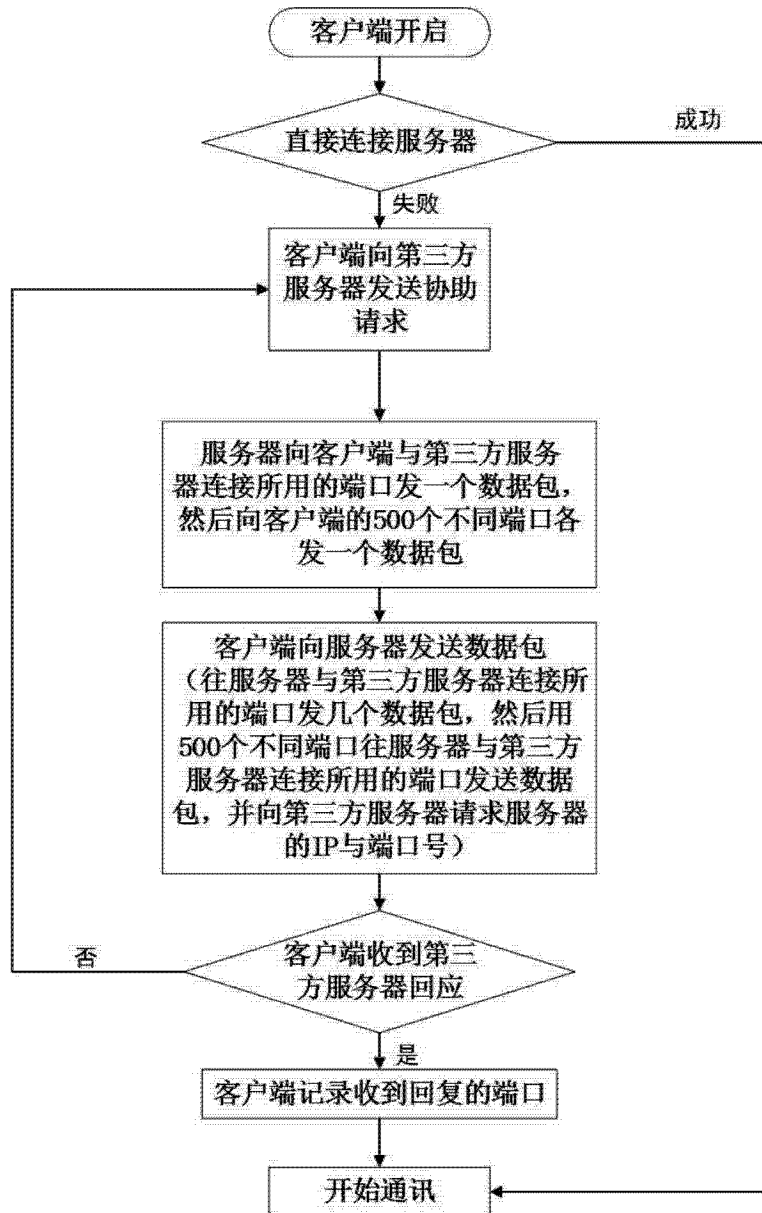 客户端开启
直接连接服务器
成功
失败
客户端向第三方
服务器发送协助
请求
服务器向客户端与第三方服务
器连接所用的端口发一个数据包,
然后向客户端的500个不同端口各
发一个数据包
客户端向服务器发送数据包
(往服务器与第三方服务器连接所
用的端口发几个数据包,然后用
500个不同端口往服务器与第三方
服务器连接所用的端口发送数据
包,并向第三方服务器请求服务器
的IP与端口号)
客户端收到第三
方服务器回应
否
是
客户端记录收到回复的端口
开始通讯